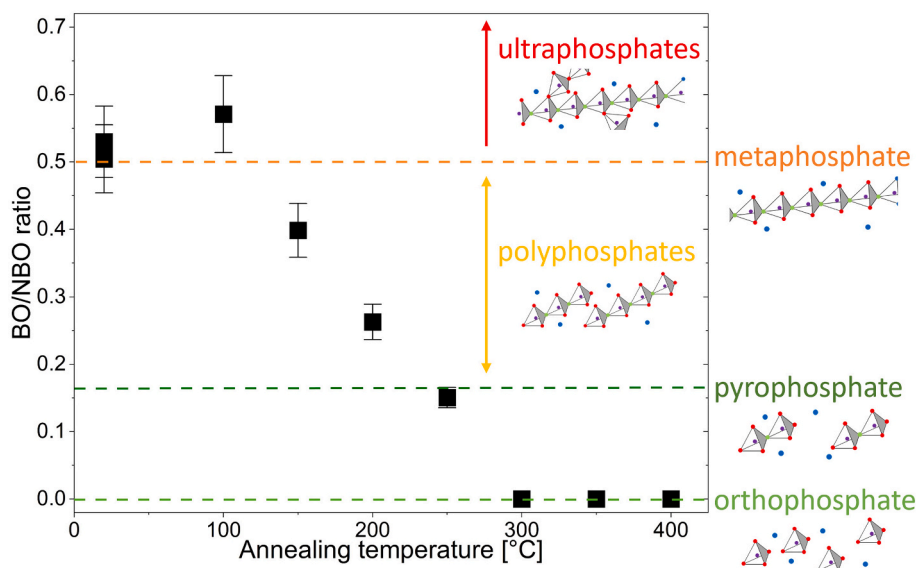 0.7
0.6
0.5
0.4
0.3
0.2
0.1
0.0
BO/NBO ratio
0
100
200
300
400
Annealing temperature [°C]
ultraphosphates
polyphosphates
metaphosphate
pyrophosphate
orthophosphate